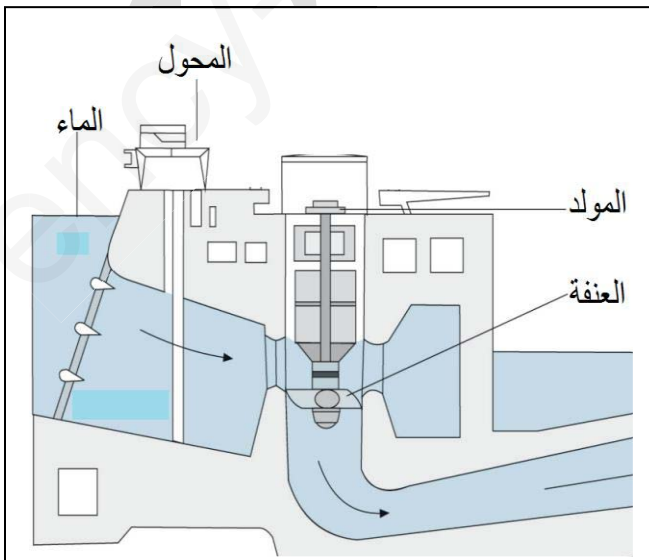 المحول
الماء
المولد
العنفة